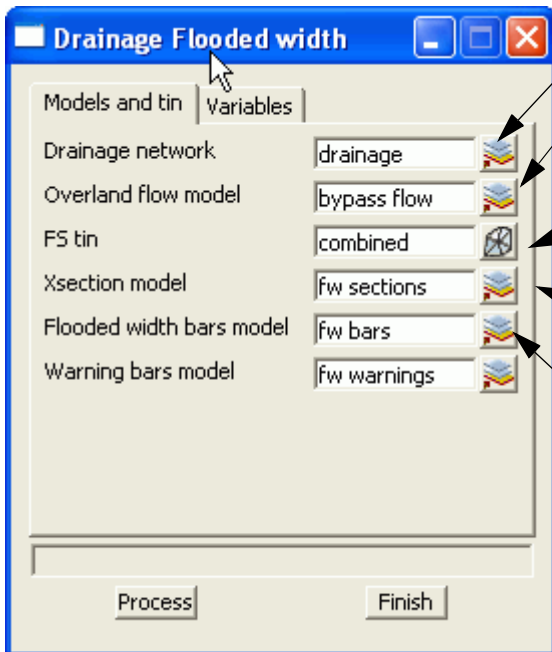 Drainage Flooded width
Models and tin Variables
Drainage network drainage
Overland flow model bypass flow
FS tin combined
Xsection model fw sections
Flooded width bars model fw bars
Warning bars model fw warnings
Process Finish